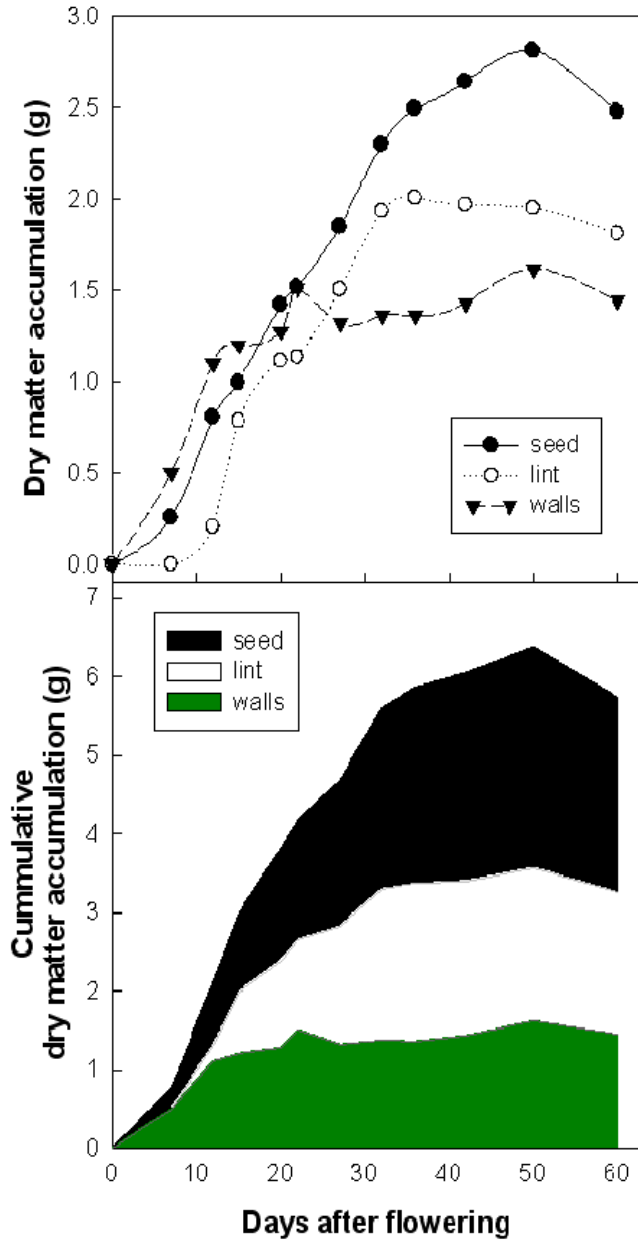 Dry matter accumulation (g)
3.0
2.5
2.0
1.5
1.0
0.5
0.0
seed
lint
walls
Cummulative
dry matter accumulation (g)
7
6
5
4
3
2
1
0
seed
lint
walls
0 10 20 30 40 50 60
Days after flowering